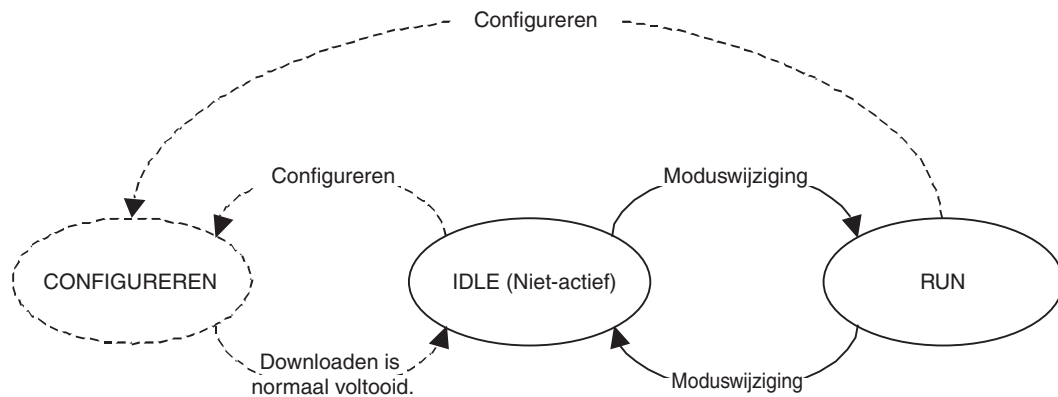 Configureren
Configureren
Moduswijziging
CONFIGUREREN
IDLE (Niet-actief)
RUN
Downloaden is
normaal voltooid.
Moduswijziging